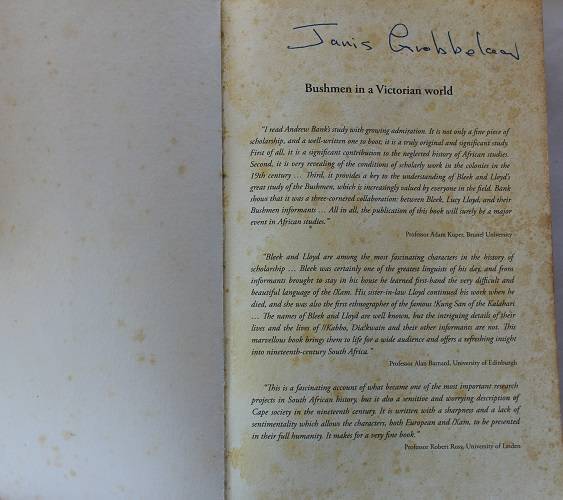 Janis Grobbelaar
Bushmen in a Victorian world
"I read Andrew Bank's study with growing admiration. It is not only a fine piece of
scholarship, and a well-written one to boot; it is a truly original and significant study.
First of all, it is a significant contribution to the neglected history of African studies.
Second, it is very revealing of the conditions of scholarly work in the colonies in the
19th century … Third, it provides a key to the understanding of Bleek and Lloyd's
great study of the Bushmen, which is increasingly valued by everyone in the field. Bank
shows that it was a three-cornered collaboration: between Bleek, Lucy Lloyd, and their
Bushmen informants … All in all, the publication of this book will surely be a major
event in African studies."
Professor Adam Kuper, Brunel University
"Bleek and Lloyd are among the most fascinating characters in the history of
scholarship … Bleek was certainly one of the greatest linguists of his day, and from
informants brought to stay in his house he learned first-hand the very difficult and
beautiful language of the /Xam. His sister-in-law Lloyd continued his work when he
died, and she was also the first ethnographer of the famous !Kung San of the Kalahari
… The names of Bleek and Lloyd are well known, but the intriguing details of their
lives and the lives of //Kabbo, Dia!kwain and their other informants are not. This
marvellous book brings them to life for a wide audience and offers a refreshing insight
into nineteenth-century South Africa."
Professor Alan Barnard, University of Edinburgh
"This is a fascinating account of what became one of the most important research
projects in South African history, but it also a sensitive and worrying description of
Cape society in the nineteenth century. It is written with a sharpness and a lack of
sentimentality which allows the characters, both European and /Xam, to be presented
in their full humanity. It makes for a very fine book."
Professor Robert Ross, University of Leiden